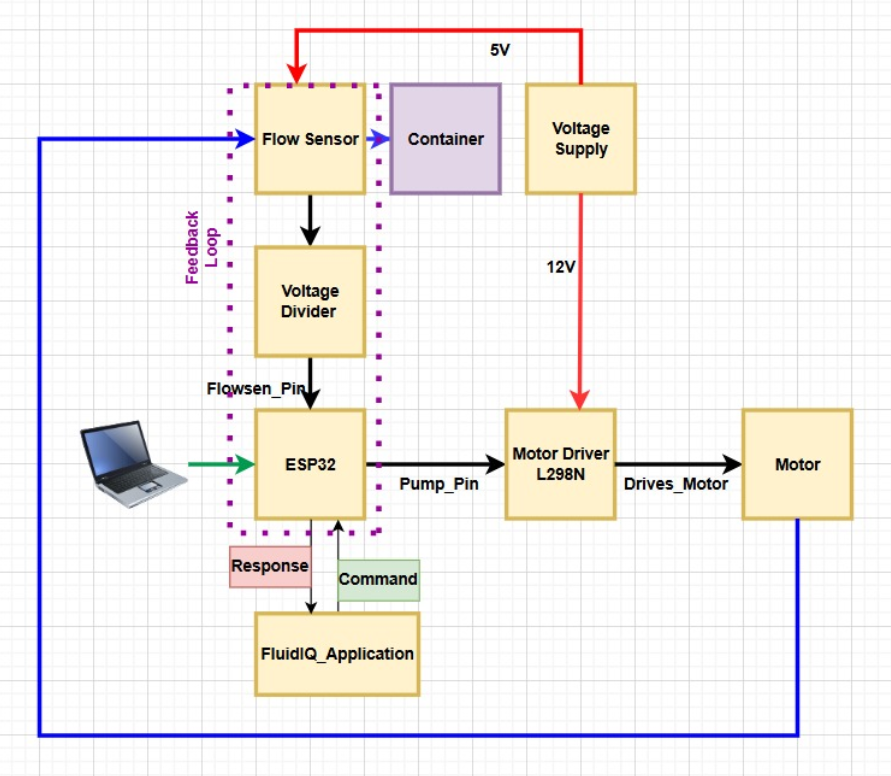 5V
Flow Sensor
Container
Voltage
Supply
Feedback
Loop
12V
Voltage
Divider
Flowsen_Pin
ESP32
Motor Driver
L298N
Motor
Pump_Pin
Drives_Motor
Response
Command
FluidIQ_Application